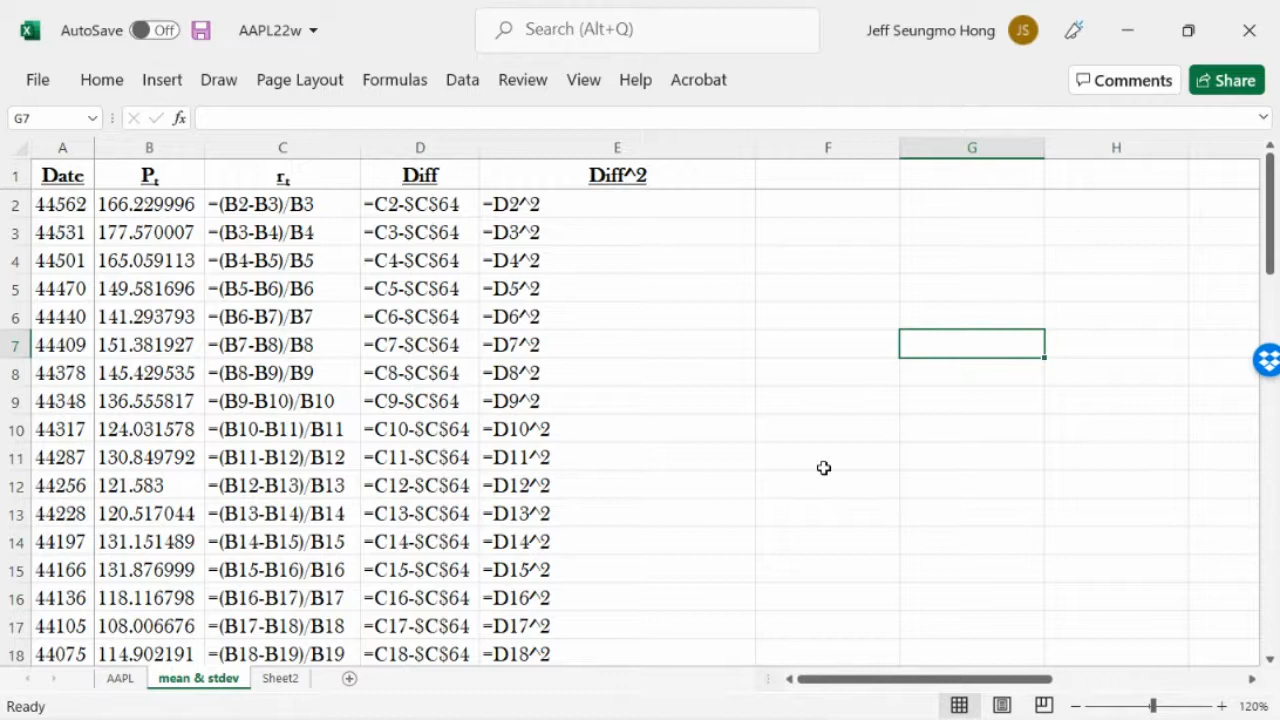 AutoSave Off AAPL22w Search (Alt+Q) Jeff Seungmo Hong JS
File Home Insert Draw Page Layout Formulas Data Review View Help Acrobat Comments Share
G7 fx
A B C D E F G H
1 Date Pt rt Diff Diff^2
2 44562 166.229996 =(B2-B3)/B3 =C2-$C$64 =D2^2
3 44531 177.570007 =(B3-B4)/B4 =C3-$C$64 =D3^2
4 44501 165.059113 =(B4-B5)/B5 =C4-$C$64 =D4^2
5 44470 149.581696 =(B5-B6)/B6 =C5-$C$64 =D5^2
6 44440 141.293793 =(B6-B7)/B7 =C6-$C$64 =D6^2
7 44409 151.381927 =(B7-B8)/B8 =C7-$C$64 =D7^2
8 44378 145.429535 =(B8-B9)/B9 =C8-$C$64 =D8^2
9 44348 136.555817 =(B9-B10)/B10 =C9-$C$64 =D9^2
10 44317 124.031578 =(B10-B11)/B11 =C10-$C$64 =D10^2
11 44287 130.849792 =(B11-B12)/B12 =C11-$C$64 =D11^2
12 44256 121.583 =(B12-B13)/B13 =C12-$C$64 =D12^2
13 44228 120.517044 =(B13-B14)/B14 =C13-$C$64 =D13^2
14 44197 131.151489 =(B14-B15)/B15 =C14-$C$64 =D14^2
15 44166 131.876999 =(B15-B16)/B16 =C15-$C$64 =D15^2
16 44136 118.116798 =(B16-B17)/B17 =C16-$C$64 =D16^2
17 44105 108.006676 =(B17-B18)/B18 =C17-$C$64 =D17^2
18 44075 114.902191 =(B18-B19)/B19 =C18-$C$64 =D18^2
AAPL mean & stdev Sheet2
Ready 120%